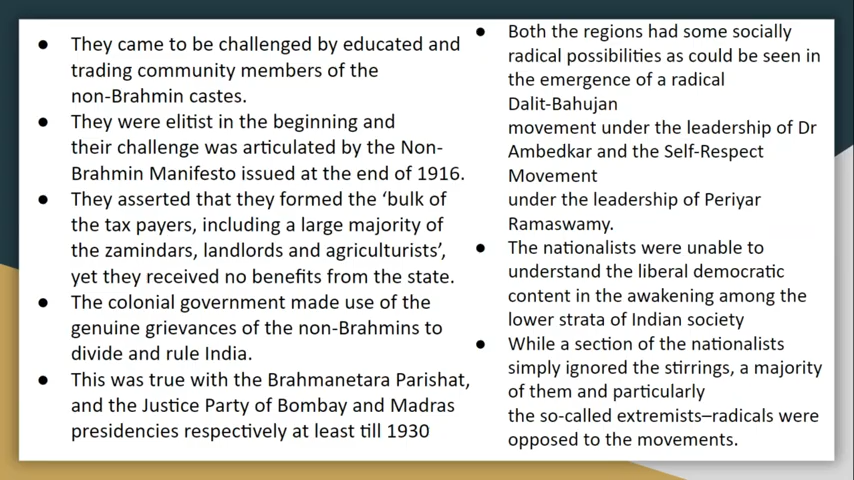 ● They came to be challenged by educated and
trading community members of the
non-Brahmin castes.
● They were elitist in the beginning and
their challenge was articulated by the Non-
Brahmin Manifesto issued at the end of 1916.
● They asserted that they formed the ‘bulk of
the tax payers, including a large majority of
the zamindars, landlords and agriculturists’,
yet they received no benefits from the state.
● The colonial government made use of the
genuine grievances of the non-Brahmins to
divide and rule India.
● This was true with the Brahmanetara Parishat,
and the Justice Party of Bombay and Madras
presidencies respectively at least till 1930
● Both the regions had some socially
radical possibilities as could be seen in
the emergence of a radical
Dalit-Bahujan
movement under the leadership of Dr
Ambedkar and the Self-Respect
Movement
under the leadership of Periyar
Ramaswamy.
● The nationalists were unable to
understand the liberal democratic
content in the awakening among the
lower strata of Indian society
● While a section of the nationalists
simply ignored the stirrings, a majority
of them and particularly
the so-called extremists–radicals were
opposed to the movements.